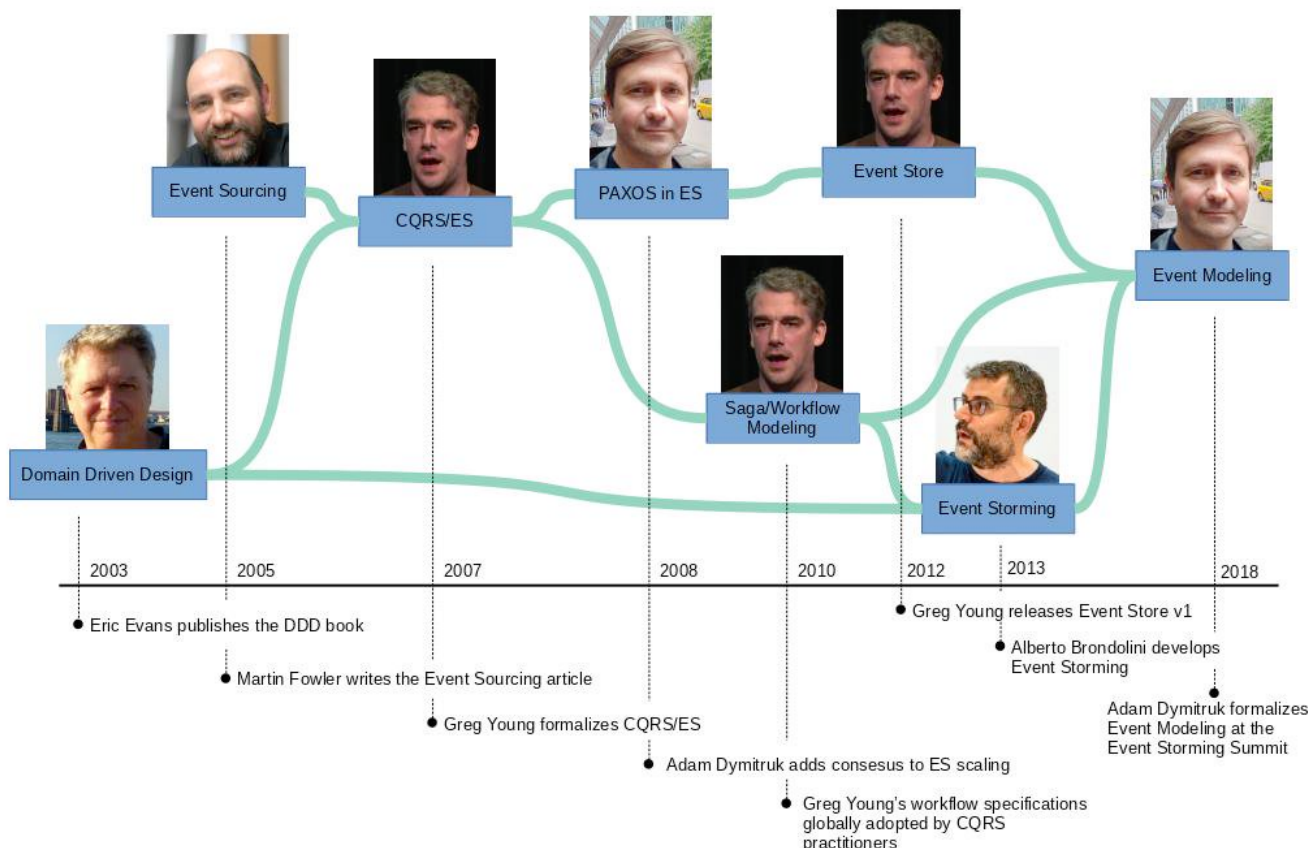 Event Sourcing
CQRS/ES
PAXOS in ES
Event Store
Event Modeling
Saga/Workflow
Modeling
Domain Driven Design
Event Storming
2003
2005
2007
2008
2010
2012
2013
2018
Eric Evans publishes the DDD book
Martin Fowler writes the Event Sourcing article
Greg Young formalizes CQRS/ES
Adam Dymitruk adds consesus to ES scaling
Greg Young's workflow specifications
globally adopted by CQRS
practitioners
Greg Young releases Event Store v1
Alberto Brondolini develops
Event Storming
Adam Dymitruk formalizes
Event Modeling at the
Event Storming Summit